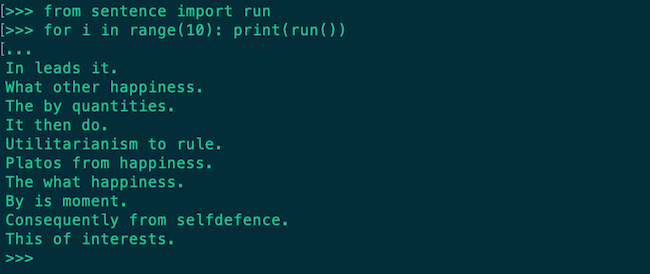 [>>> from sentence import run
[>>> for i in range(10): print(run())
[...
In leads it.
What other happiness.
The by quantities.
It then do.
Utilitarianism to rule.
Platos from happiness.
The what happiness.
By is moment.
Consequently from selfdefence.
This of interests.
>>>